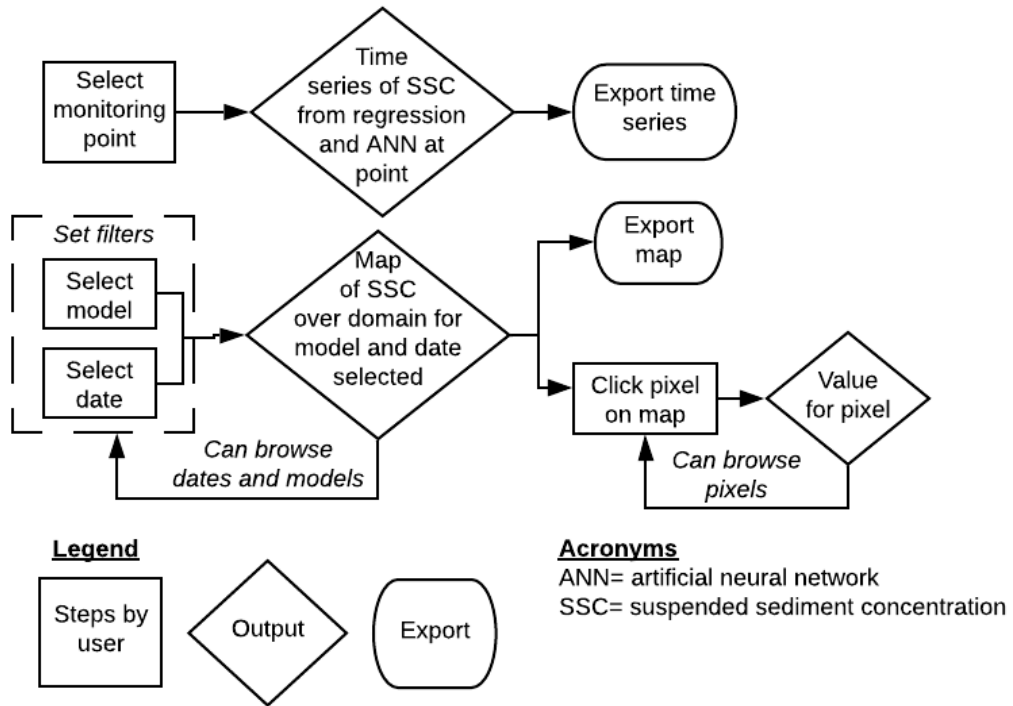 Select
monitoring
point
Time
series of SSC
from regression
and ANN at
point
Export time
series
Set filters
Select
model
Select
date
Map
of SSC
over domain for
model and date
selected
Export
map
Click pixel
on map
Value
for pixel
Can browse
dates and models
Can browse
pixels
Legend
Steps by
user
Output
Export
Acronyms
ANN= artificial neural network
SSC= suspended sediment concentration